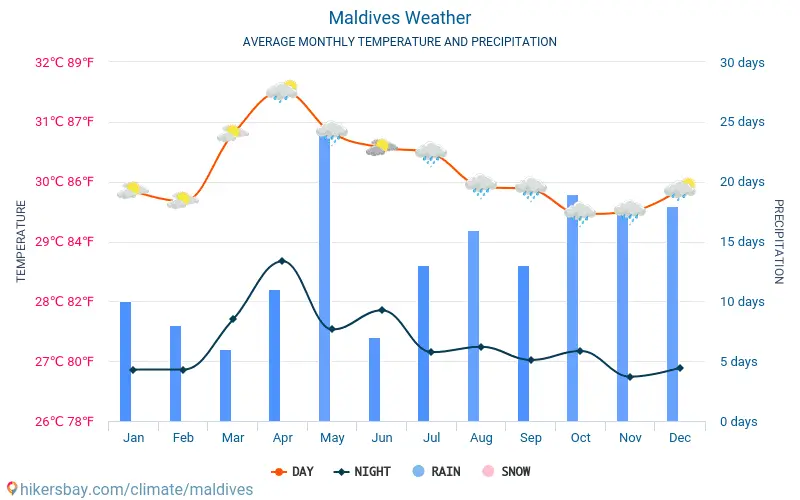 Maldives Weather
AVERAGE MONTHLY TEMPERATURE AND PRECIPITATION
32°C 89°F 30 days
31°C 87°F 25 days
30°C 86°F 20 days
29°C 84°F 15 days
28°C 82°F 10 days
27°C 80°F 5 days
26°C 78°F 0 days
TEMPERATURE
PRECIPITATION
Jan Feb Mar Apr May Jun Jul Aug Sep Oct Nov Dec
DAY NIGHT RAIN SNOW
hikersbay.com/climate/maldives